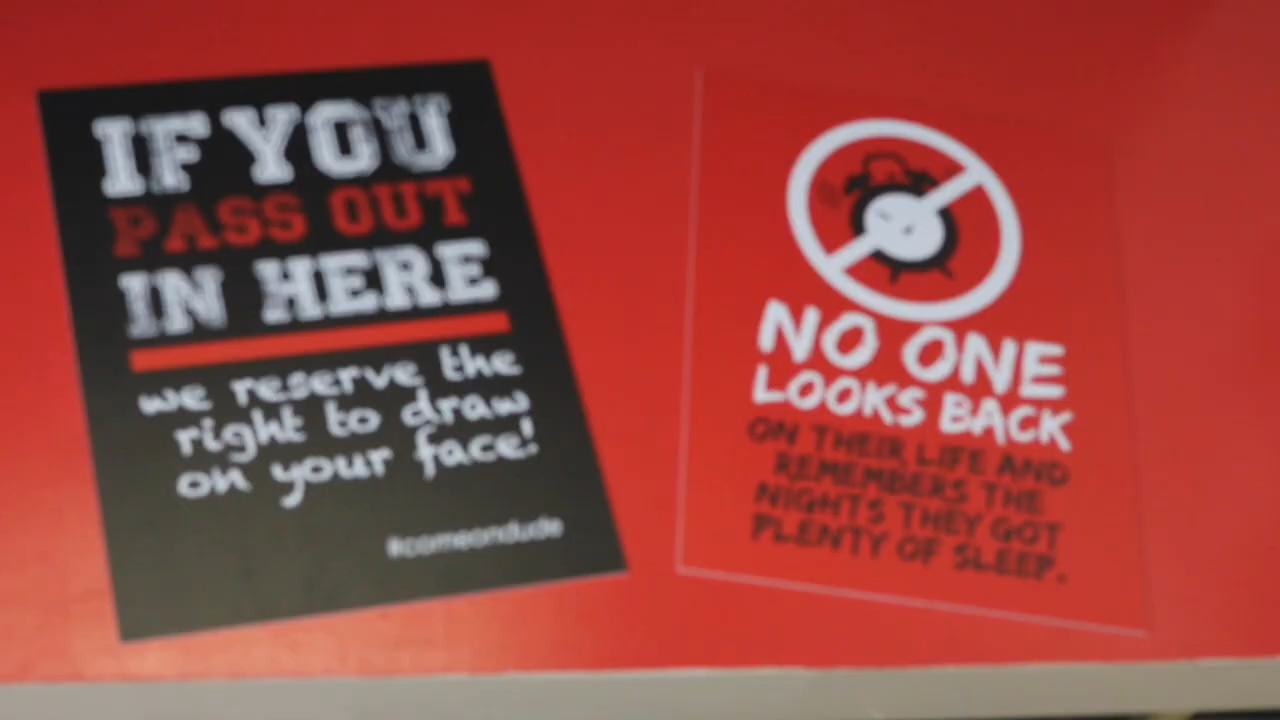 IF YOU
PASS OUT
IN HERE
we reserve the
right to draw
on your face!
#comeondude
NO ONE
LOOKS BACK
ON THEIR LIFE AND
REMEMBERS THE
NIGHTS THEY GOT
PLENTY OF SLEEP.